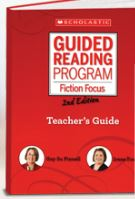 SCHOLASTIC
GUIDED
READING
PROGRAM
Fiction Focus
2nd Edition
Teacher's Guide